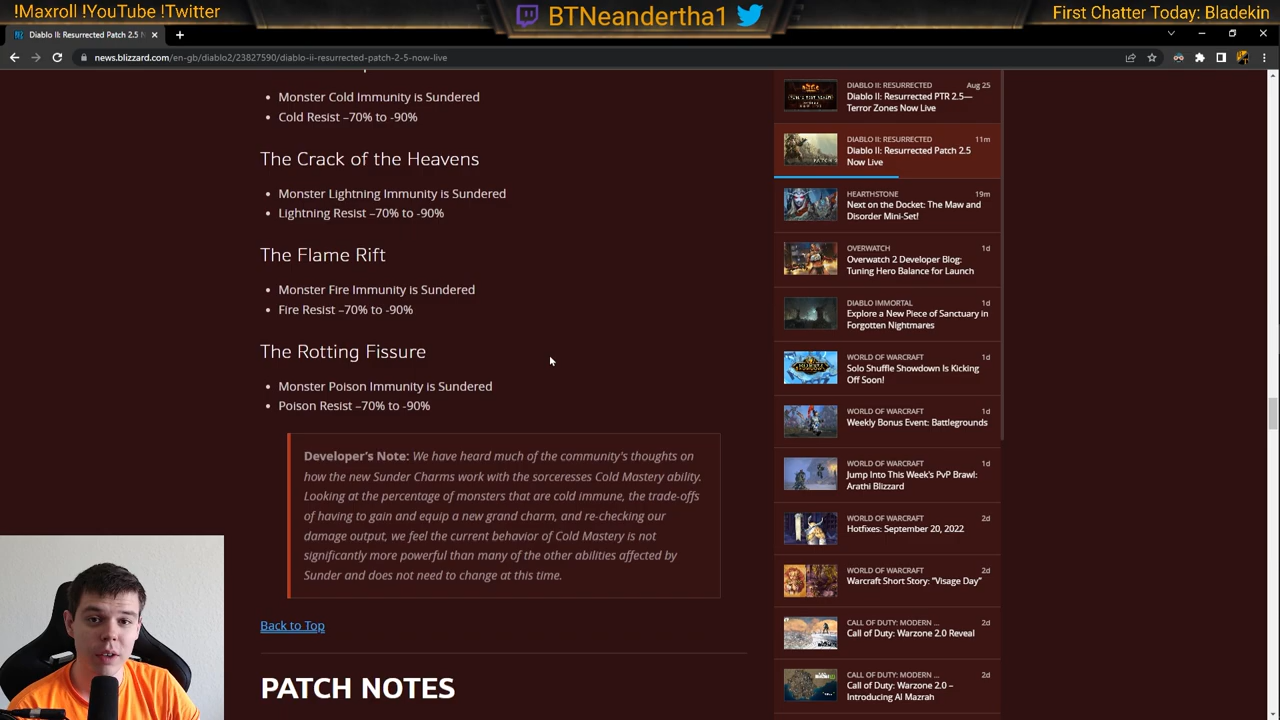 !Maxroll !YouTube !Twitter
BTNeandertha1
First Chatter Today: Bladekin
Diablo II: Resurrected Patch 2.5 N
news.blizzard.com/en-gb/diablo2/23827590/diablo-ii-resurrected-patch-2-5-now-live
• Monster Cold Immunity is Sundered
• Cold Resist –70% to -90%
The Crack of the Heavens
• Monster Lightning Immunity is Sundered
• Lightning Resist –70% to -90%
The Flame Rift
• Monster Fire Immunity is Sundered
• Fire Resist –70% to -90%
The Rotting Fissure
• Monster Poison Immunity is Sundered
• Poison Resist –70% to -90%
Developer's Note: We have heard much of the community's thoughts on
how the new Sunder Charms work with the sorceresses Cold Mastery ability.
Looking at the percentage of monsters that are cold immune, the trade-offs
of having to gain and equip a new grand charm, and re-checking our
damage output, we feel the current behavior of Cold Mastery is not
significantly more powerful than many of the other abilities affected by
Sunder and does not need to change at this time.
Back to Top
PATCH NOTES
DIABLO II: RESURRECTED Aug 25
Diablo II: Resurrected PTR 2.5—
Terror Zones Now Live
DIABLO II: RESURRECTED 11m
Diablo II: Resurrected Patch 2.5
Now Live
HEARTHSTONE 19m
Next on the Docket: The Maw and
Disorder Mini-Set!
OVERWATCH 1d
Overwatch 2 Developer Blog:
Tuning Hero Balance for Launch
DIABLO IMMORTAL 1d
Explore a New Piece of Sanctuary in
Forgotten Nightmares
WORLD OF WARCRAFT 1d
Solo Shuffle Showdown Is Kicking
Off Soon!
WORLD OF WARCRAFT 1d
Weekly Bonus Event: Battlegrounds
WORLD OF WARCRAFT 1d
Jump Into This Week's PvP Brawl:
Arathi Blizzard
WORLD OF WARCRAFT 2d
Hotfixes: September 20, 2022
WORLD OF WARCRAFT 2d
Warcraft Short Story: "Visage Day"
CALL OF DUTY: MODERN ... 2d
Call of Duty: Warzone 2.0 Reveal
CALL OF DUTY: MODERN ... 2d
Call of Duty: Warzone 2.0 –
Introducing Al Mazrah